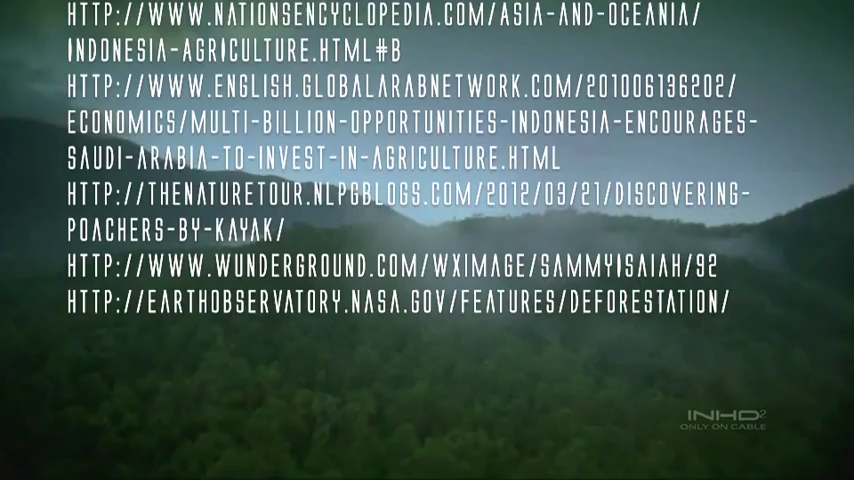 HTTP://WWW.NATIONSENCYCLOPEDIA.COM/ASIA-AND-OCEANIA/
INDONESIA-AGRICULTURE.HTML#B
HTTP://WWW.ENGLISH.GLOBALARABNETWORK.COM/201006136202/
ECONOMICS/MULTI-BILLION-OPPORTUNITIES-INDONESIA-ENCOURAGES-
SAUDI-ARABIA-TO-INVEST-IN-AGRICULTURE.HTML
HTTP://THENATURETOUR.NLPGBLOGS.COM/2012/03/21/DISCOVERING-
POACHERS-BY-KAYAK/
HTTP://WWW.WUNDERGROUND.COM/WXIMAGE/SAMMYISAIAH/92
HTTP://EARTHOBSERVATORY.NASA.GOV/FEATURES/DEFORESTATION/
INHD2
ONLY ON CABLE